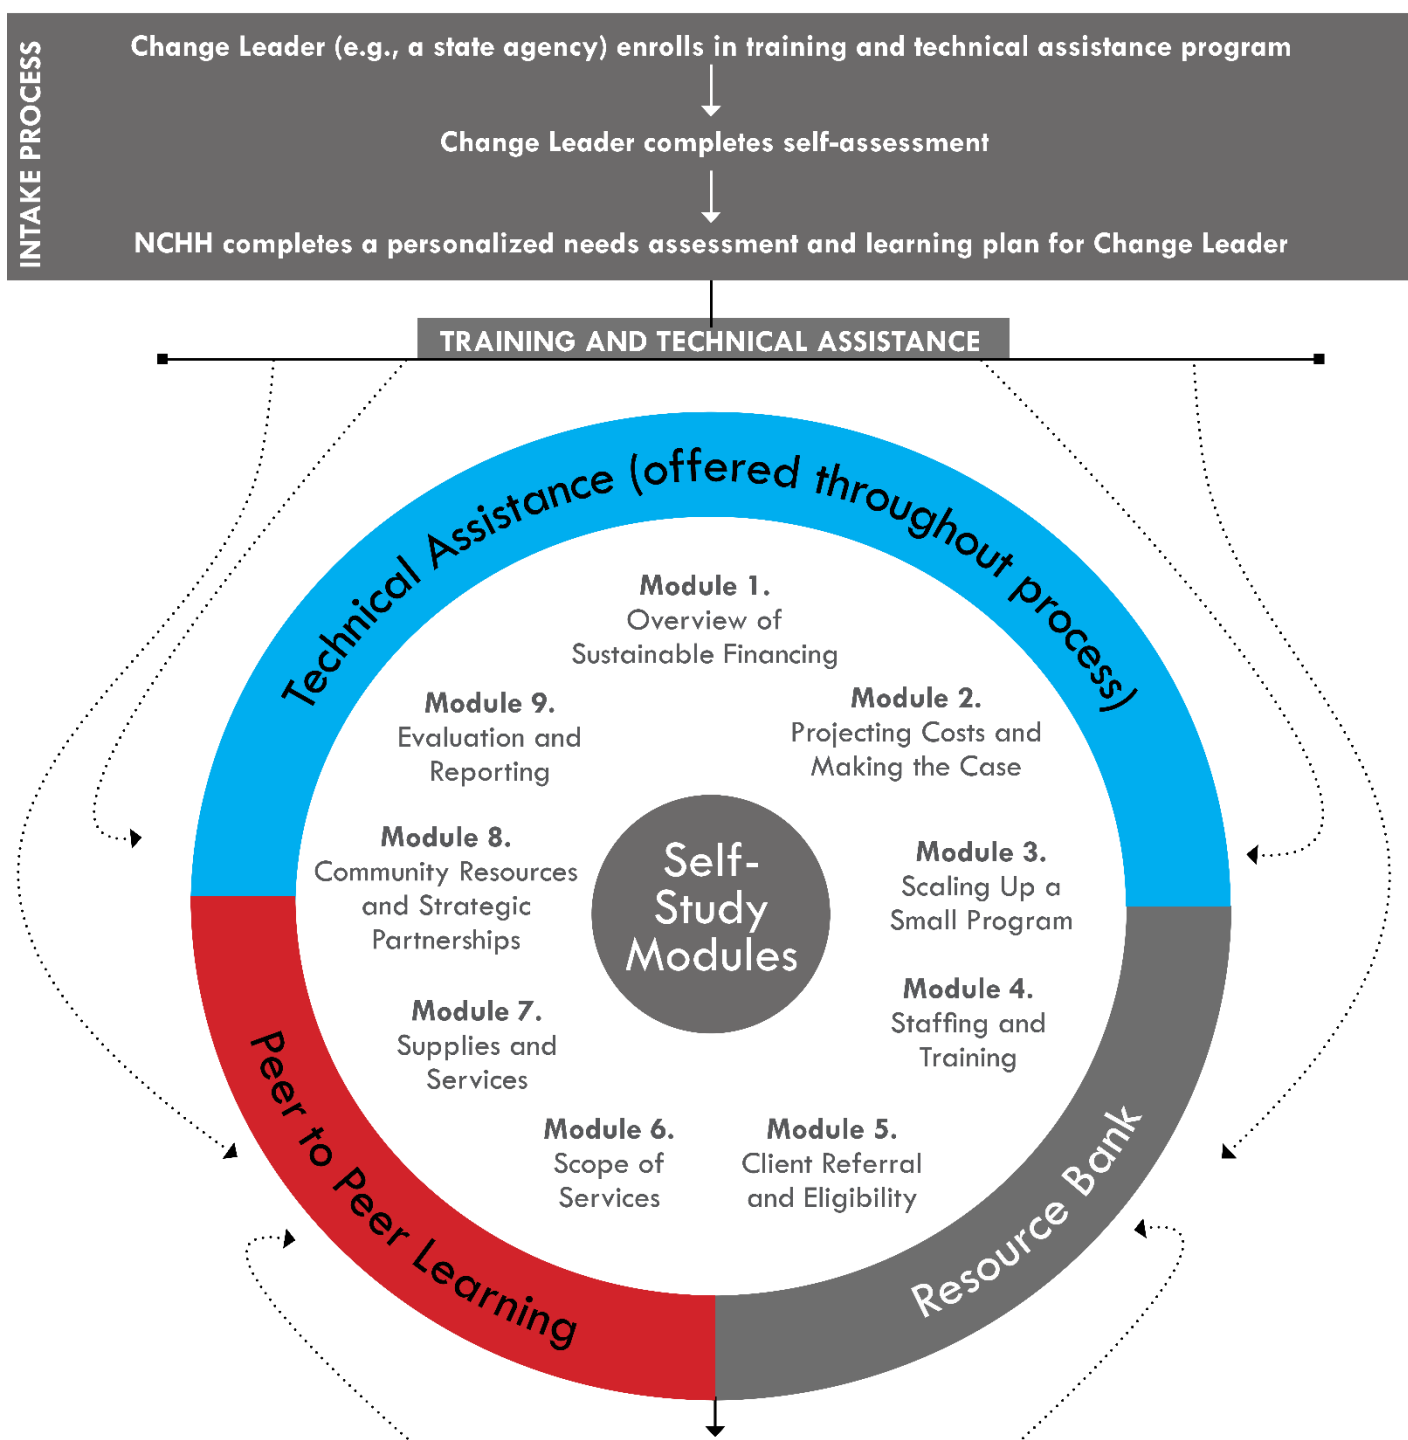 INTAKE PROCESS
Change Leader (e.g., a state agency) enrolls in training and technical assistance program
Change Leader completes self-assessment
NCHH completes a personalized needs assessment and learning plan for Change Leader
TRAINING AND TECHNICAL ASSISTANCE
Technical Assistance (offered throughout process)
Module 1.
Overview of
Sustainable Financing
Module 2.
Projecting Costs and
Making the Case
Module 3.
Scaling Up a
Small Program
Module 4.
Staffing and
Training
Module 5.
Client Referral
and Eligibility
Module 6.
Scope of
Services
Module 7.
Supplies and
Services
Module 8.
Community Resources
and Strategic
Partnerships
Module 9.
Evaluation and
Reporting
Self-
Study
Modules
Peer to Peer Learning
Resource Bank